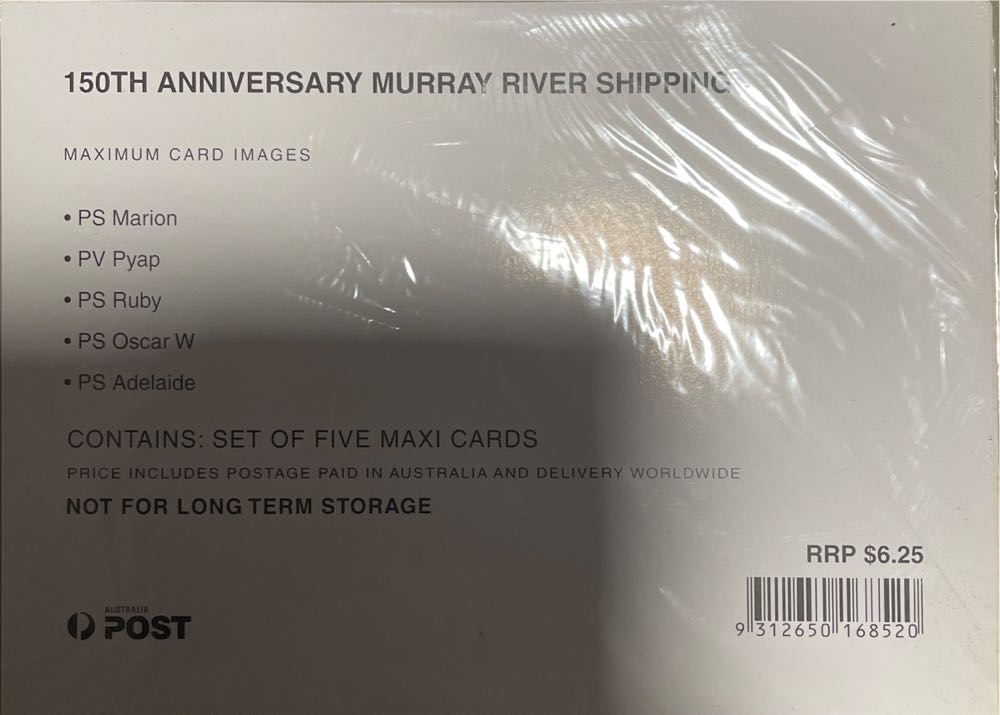 150TH ANNIVERSARY MURRAY RIVER SHIPPING
MAXIMUM CARD IMAGES
• PS Marion
• PV Pyap
• PS Ruby
• PS Oscar W
• PS Adelaide
CONTAINS: SET OF FIVE MAXI CARDS
PRICE INCLUDES POSTAGE PAID IN AUSTRALIA AND DELIVERY WORLDWIDE
NOT FOR LONG TERM STORAGE
RRP $6.25
AUSTRALIA
POST
9 312650 168520